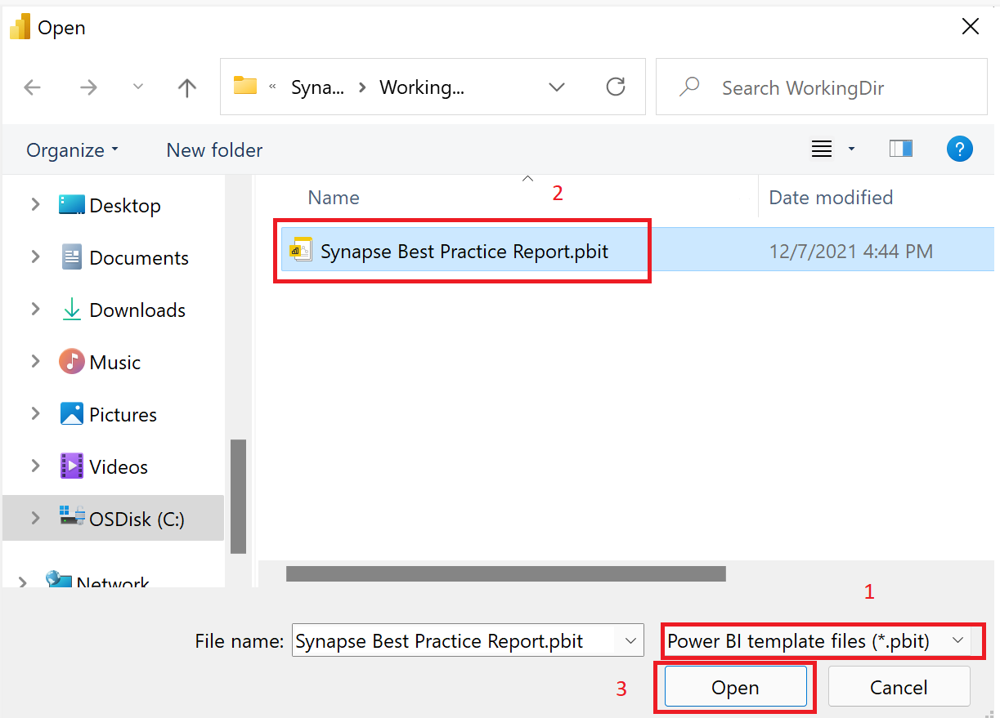 Open
« Syna... > Working...
Search WorkingDir
Organize
New folder
?
Name
2
Date modified
Desktop
Synapse Best Practice Report.pbit
12/7/2021 4:44 PM
Documents
Downloads
Music
Pictures
Videos
OSDisk (C:)
Network
1
File name:
Synapse Best Practice Report.pbit
Power BI template files (*.pbit)
3
Open
Cancel